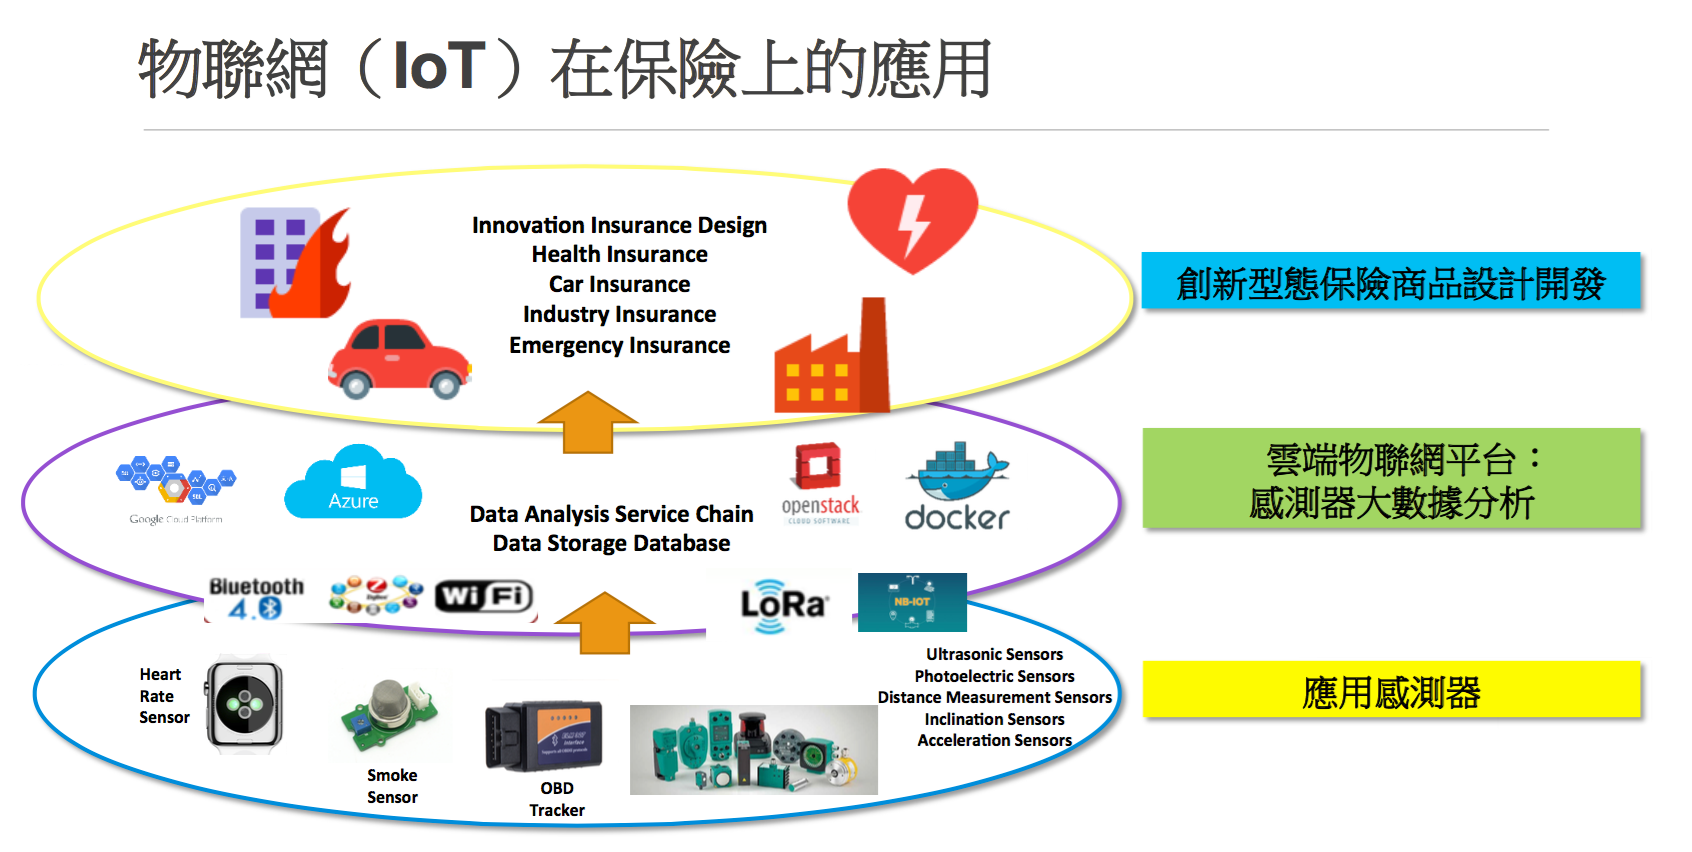 物聯網（IoT）在保險上的應用
Innovation Insurance Design
Health Insurance
Car Insurance
Industry Insurance
Emergency Insurance
創新型態保險商品設計開發
Google Cloud Platform
Azure
openstack
CLOUD SOFTWARE
docker
Data Analysis Service Chain
Data Storage Database
雲端物聯網平台：
感測器大數據分析
Bluetooth
4.0
ZigBee
WiFi
LoRa
NB-IOT
Heart
Rate
Sensor
Smoke
Sensor
Interface
OBD
Tracker
Ultrasonic Sensors
Photoelectric Sensors
Distance Measurement Sensors
Inclination Sensors
Acceleration Sensors
應用感測器